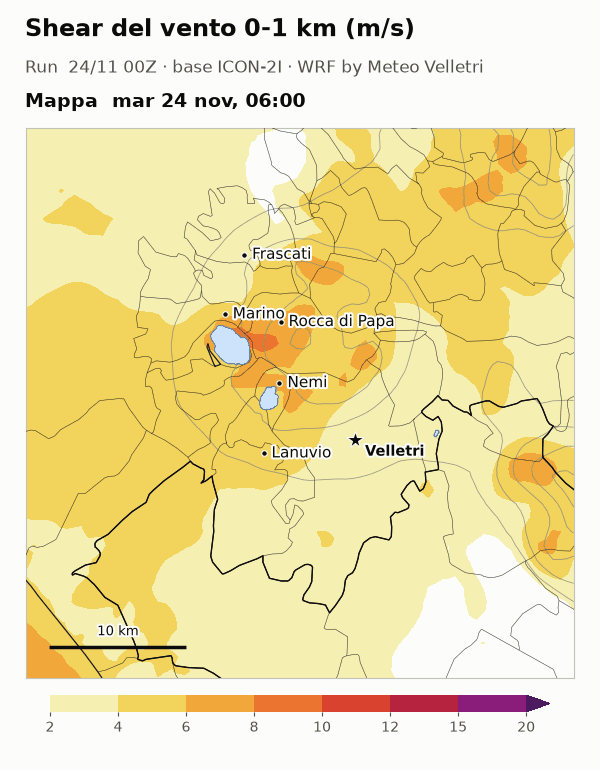 Shear del vento 0-1 km (m/s)
Run 24/11 00Z · base ICON-2I · WRF by Meteo Velletri
Mappa mar 24 nov, 06:00
Frascati
Marino
Rocca di Papa
Nemi
Velletri
Lanuvio
10 km
2 4 6 8 10 12 15 20